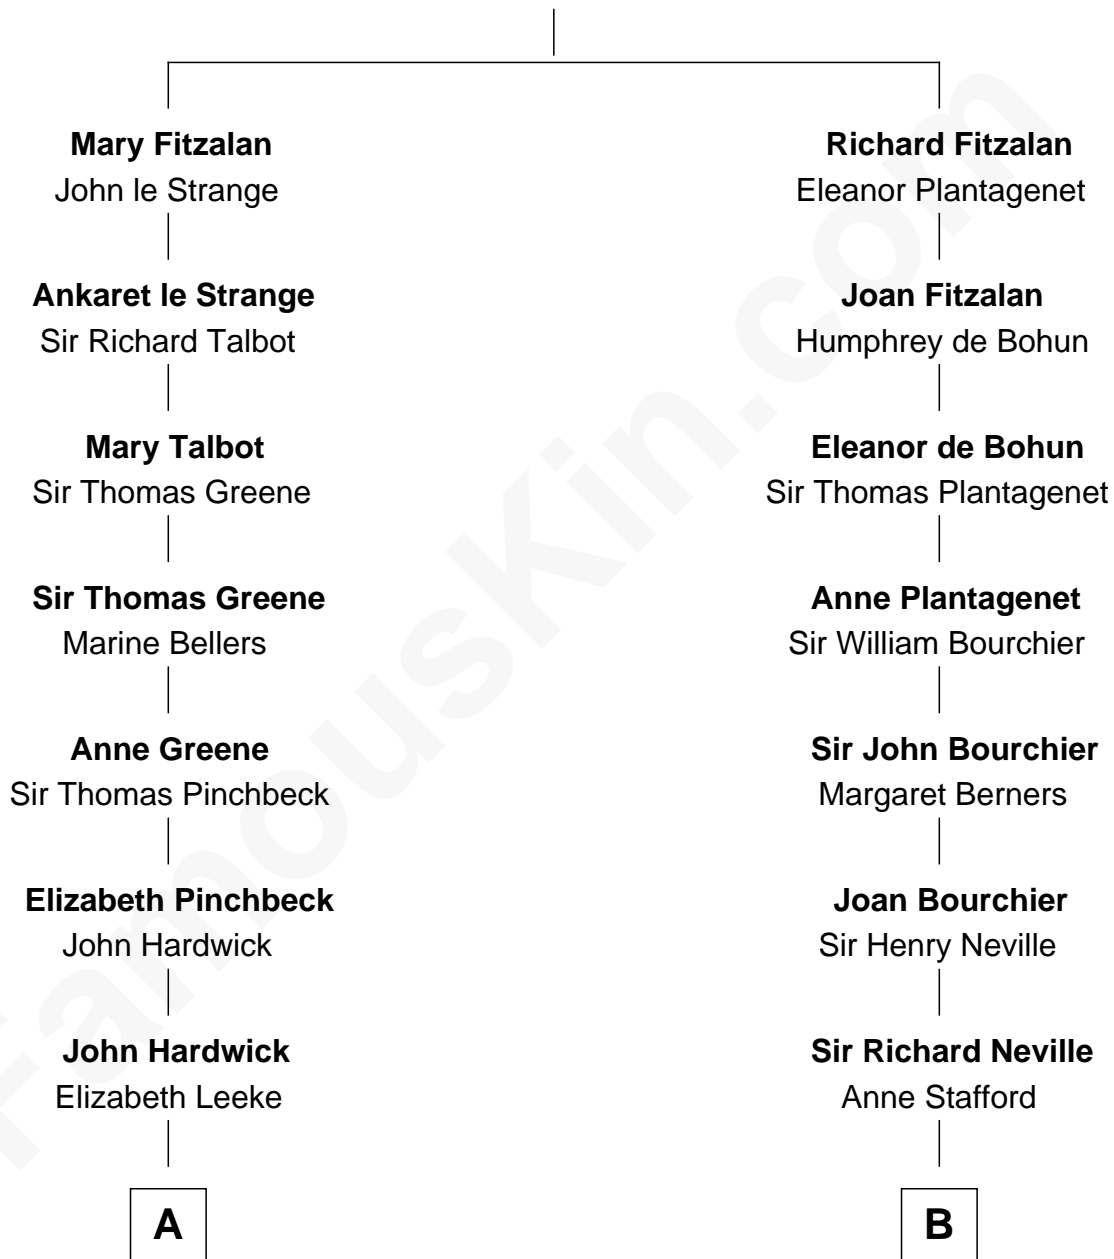 Mary Fitzalan
John le Strange
Richard Fitzalan
Eleanor Plantagenet
Ankaret le Strange
Sir Richard Talbot
Joan Fitzalan
Humphrey de Bohun
Mary Talbot
Sir Thomas Greene
Eleanor de Bohun
Sir Thomas Plantagenet
Sir Thomas Greene
Marine Bellers
Anne Plantagenet
Sir William Bourchier
Anne Greene
Sir Thomas Pinchbeck
Sir John Bourchier
Margaret Berners
Elizabeth Pinchbeck
John Hardwick
Joan Bourchier
Sir Henry Neville
John Hardwick
Elizabeth Leeke
Sir Richard Neville
Anne Stafford
A
B
FamousKin.com